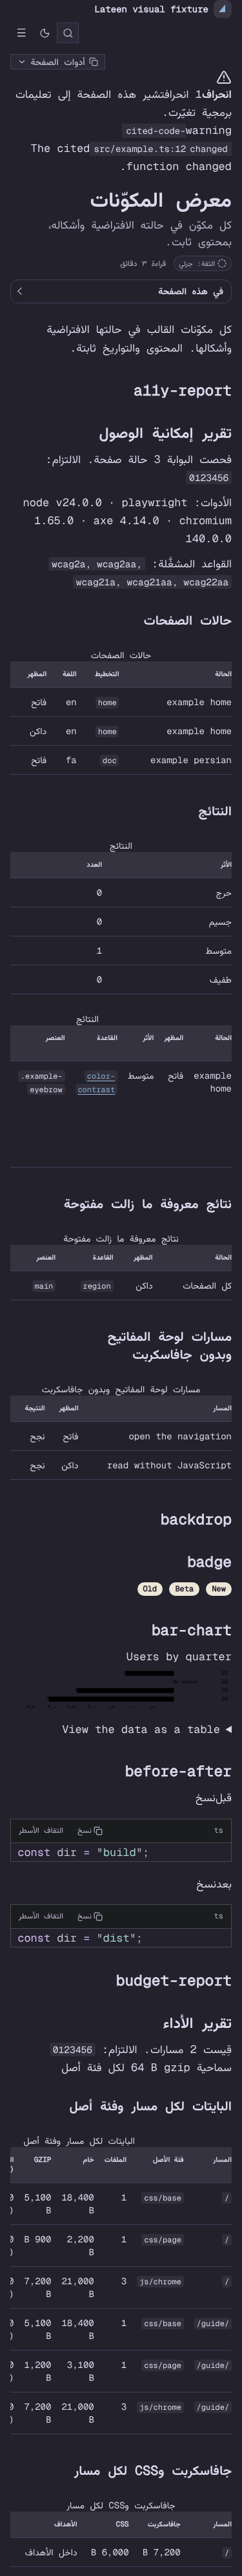 Lateen visual fixture
أدوات الصفحة
انحراف1 انحرافتشير هذه الصفحة إلى تعليمات
برمجية تغيّرت.
cited-code-warning
The cited src/example.ts:12 changed
function changed.
معرض المكوّنات
كل مكوّن في حالته الافتراضية وأشكاله،
بمحتوى ثابت.
الثقة: جزئي
قراءة ٣ دقائق
في هذه الصفحة
كل مكوّنات القالب في حالتها الافتراضية
وأشكالها. المحتوى والتواريخ ثابتة.
a11y-report
تقرير إمكانية الوصول
فحصت البوابة 3 حالة صفحة. الالتزام:
0123456
الأدوات: node v24.0.0 · playwright
1.65.0 · axe 4.14.0 · chromium
140.0.0
القواعد المشغَّلة: wcag2a, wcag2aa,
wcag21a, wcag21aa, wcag22aa
حالات الصفحات
حالات الصفحات
الحالة التخطيط اللغة المظهر
example home home en فاتح
example home home en داكن
example persian doc fa فاتح
النتائج
النتائج
الأثر العدد
حرج 0
جسيم 0
متوسط 1
طفيف 0
النتائج
الحالة المظهر الأثر القاعدة العنصر
example home فاتح متوسط color-contrast .example-eyebrow
نتائج معروفة ما زالت مفتوحة
نتائج معروفة ما زالت مفتوحة
الحالة المظهر القاعدة العنصر
كل الصفحات داكن region main
مسارات لوحة المفاتيح
وبدون جافاسكربت
مسارات لوحة المفاتيح وبدون جافاسكربت
المسار المظهر النتيجة
open the navigation فاتح نجح
read without JavaScript داكن نجح
backdrop
badge
New Beta Old
bar-chart
Users by quarter
View the data as a table
before-after
قبلنسخ
ts نسخ التفاف الأسطر
const dir = "build";
بعدنسخ
ts نسخ التفاف الأسطر
const dir = "dist";
budget-report
تقرير الأداء
قِيست 2 مسارات. الالتزام: 0123456
سماحية 64 B gzip لكل فئة أصل
البايتات لكل مسار وفئة أصل
البايتات لكل مسار وفئة أصل
المسار فئة الأصل الملفات خام GZIP
/ css/base 1 18,400 B 5,100 B
/ css/page 1 2,200 B 900 B
/ js/chrome 3 21,000 B 7,200 B
/guide/ css/base 1 18,400 B 5,100 B
/guide/ css/page 1 3,100 B 1,200 B
/guide/ js/chrome 3 21,000 B 7,200 B
جافاسكربت وCSS لكل مسار
جافاسكربت وCSS لكل مسار
المسار جافاسكربت CSS الأهداف
/ 7,200 B 6,000 B داخل الأهداف